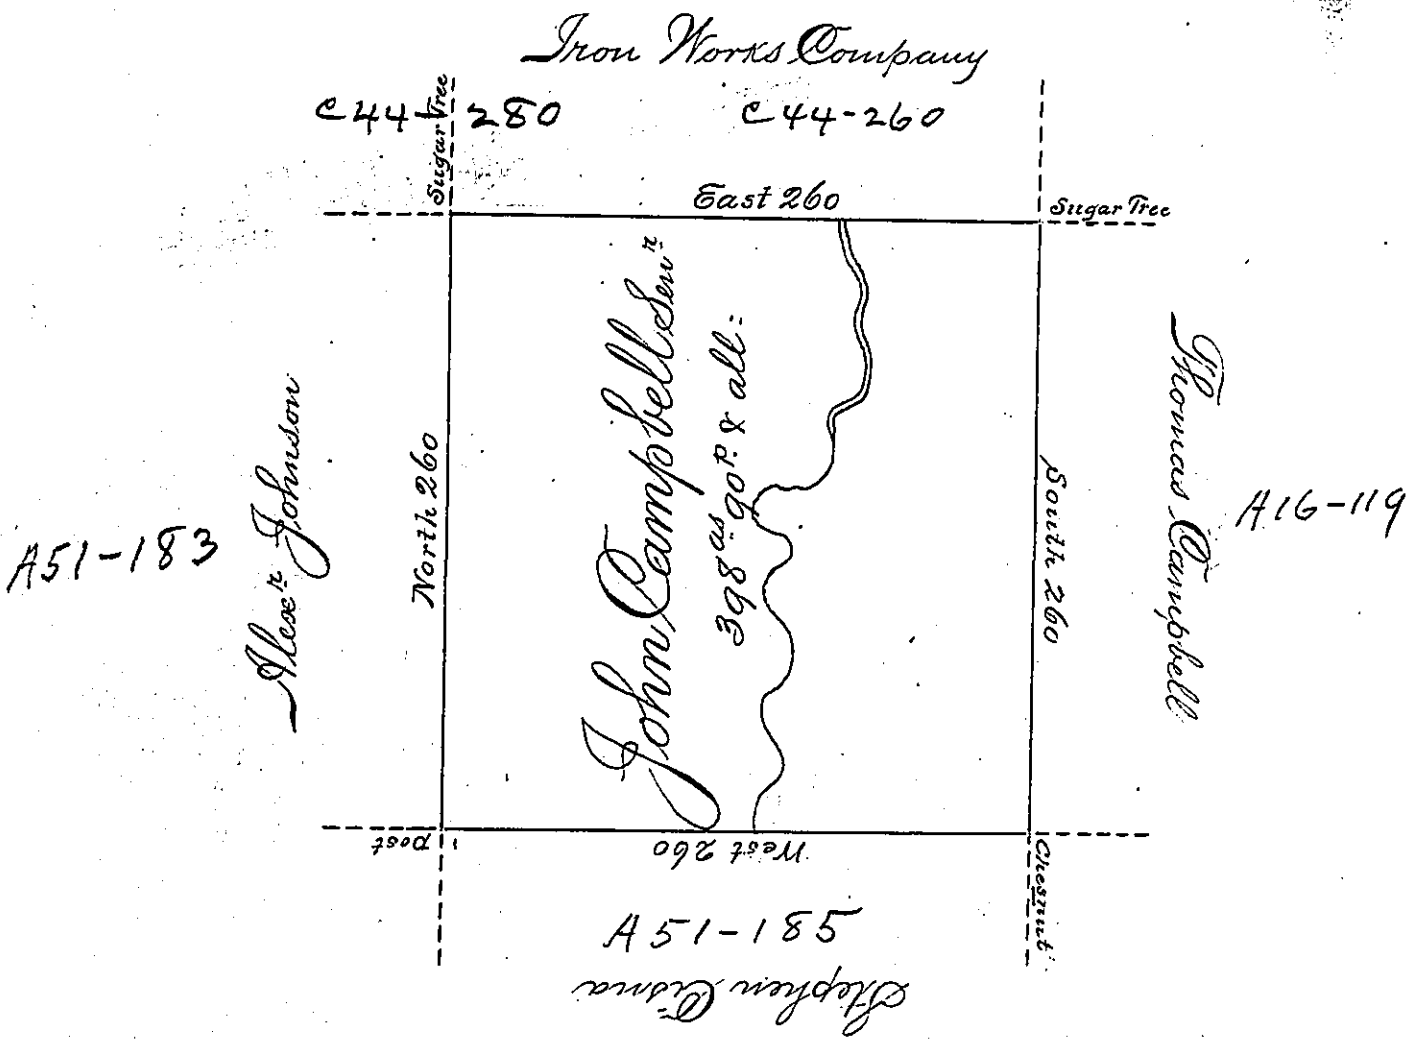 Iron Works Company
C44-280
C44-260
Sugar Tree
East 260
Sugar Tree
John Campbell Senr
398 as 90 P. & all:
North 260
South 260
Alexr Johnson
A51-183
Thomas Campbell
A16-119
post
West 260
Chesnut
A51-185
Stephen Cisna